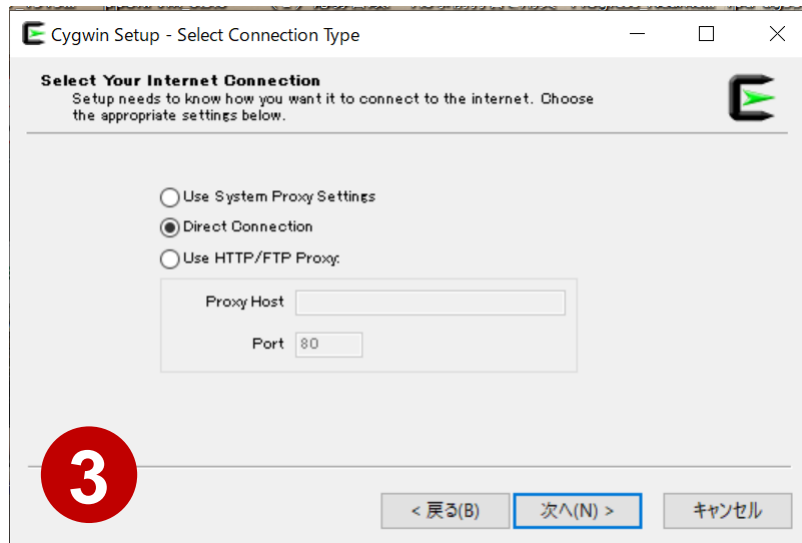 Cygwin Setup - Select Connection Type
Select Your Internet Connection
Setup needs to know how you want it to connect to the internet. Choose
the appropriate settings below.
Use System Proxy Settings
Direct Connection
Use HTTP/FTP Proxy:
Proxy Host
Port 80
3
< 戻る(B) 次へ(N) > キャンセル